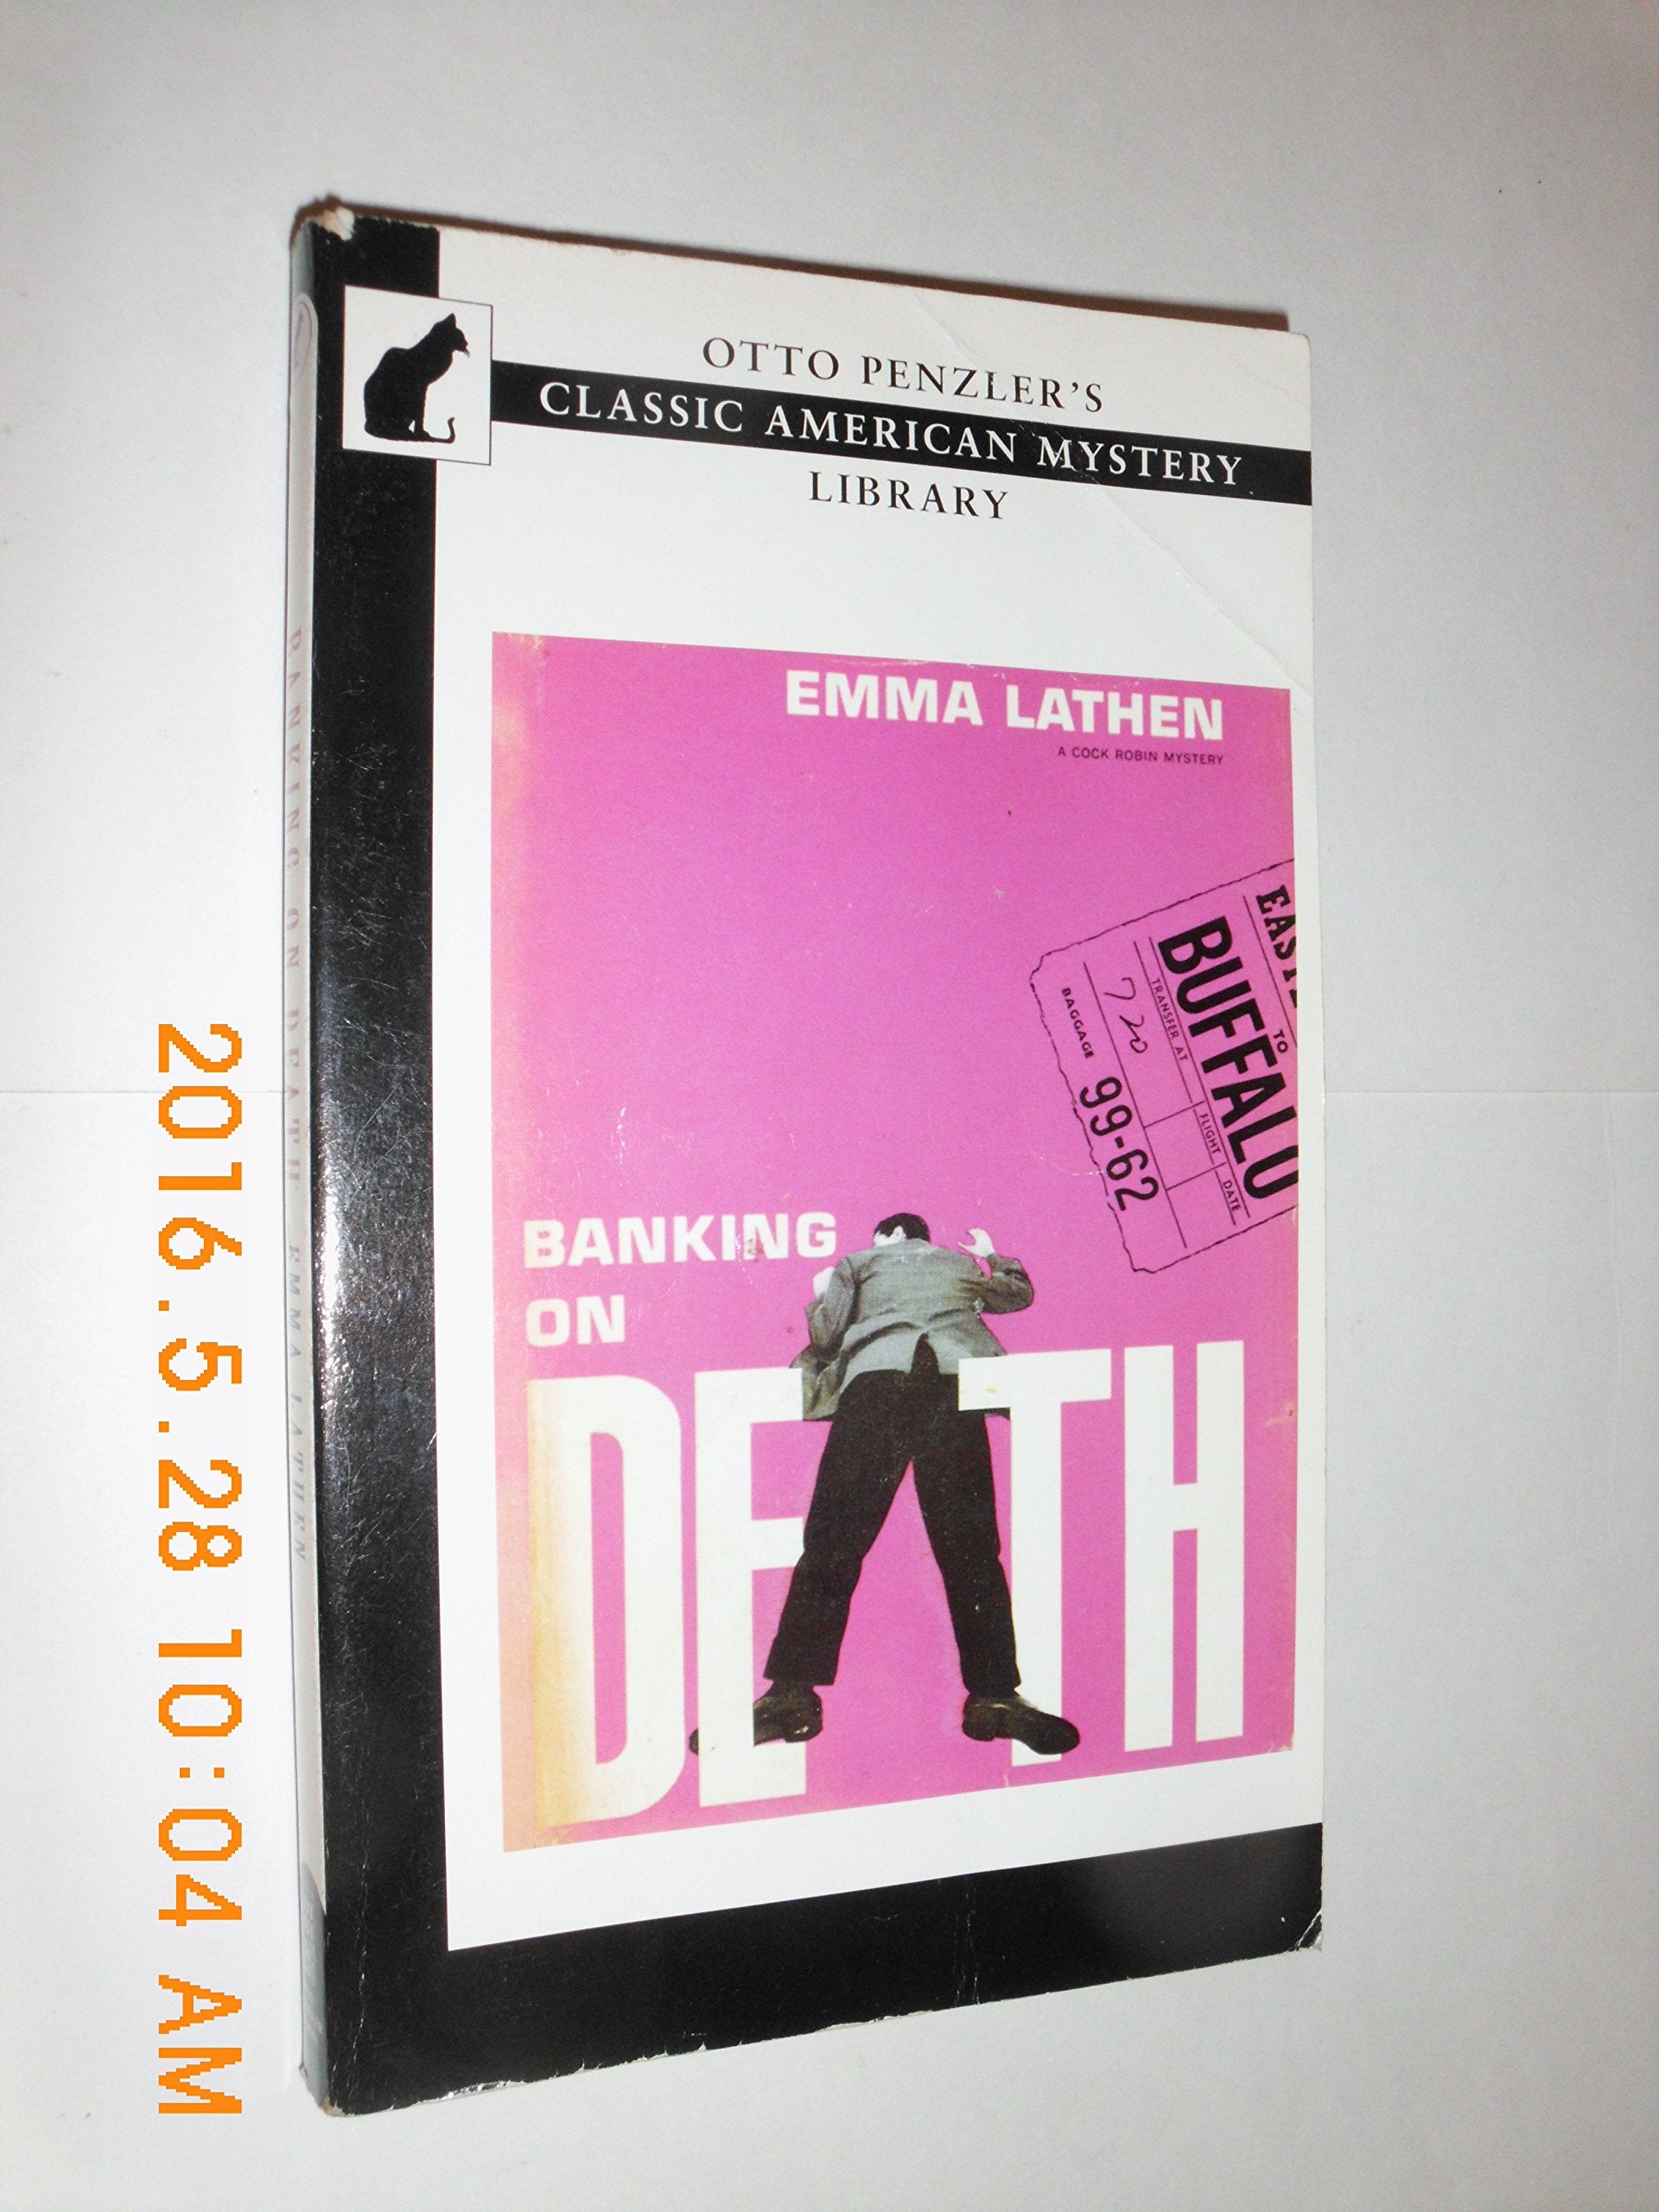 OTTO PENZLER'S
CLASSIC AMERICAN MYSTERY
LIBRARY
EMMA LATHEN
A COCK ROBIN MYSTERY
TO
BUFFALO
TRANSFER AT
FLIGHT
DATE
720
BAGGAGE 99-62
BANKING
ON
DEATH
BANKING ON DEATH EMMA LATHEN
2016.5.28 10:04 AM